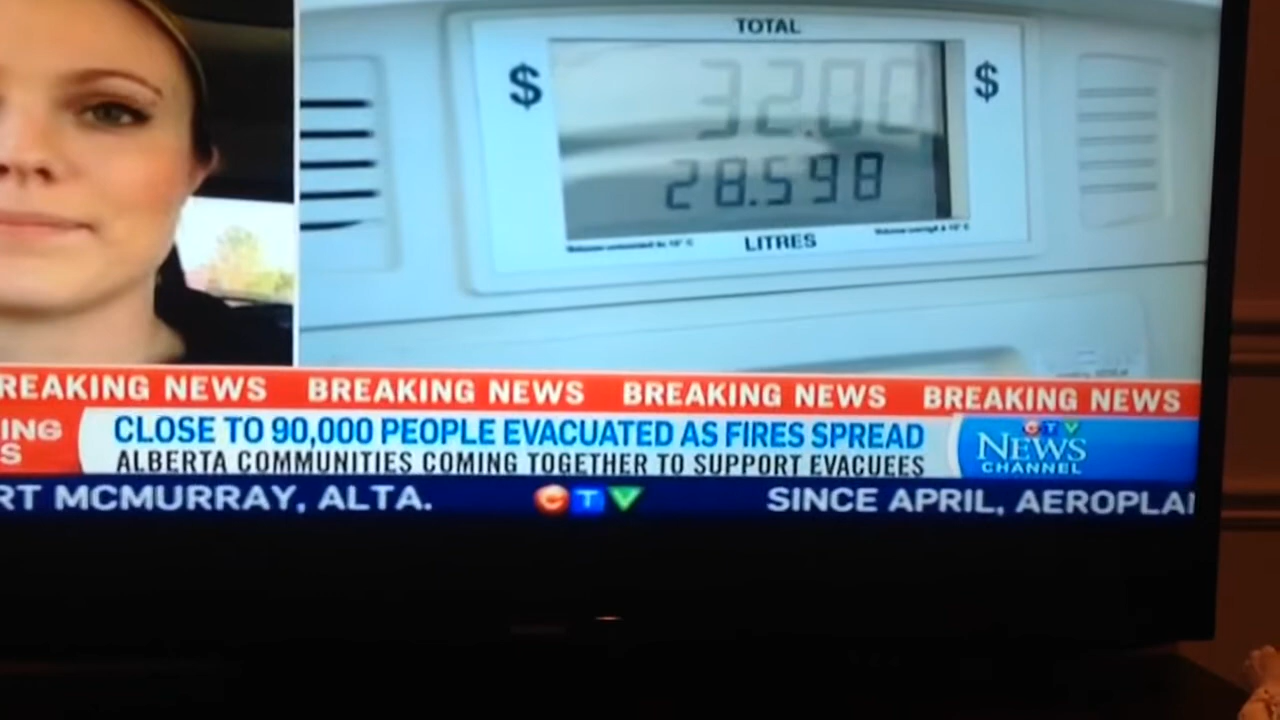 TOTAL
$ 32.00 $
28.598
LITRES
REAKING NEWS BREAKING NEWS BREAKING NEWS BREAKING NEWS
ING
S
CLOSE TO 90,000 PEOPLE EVACUATED AS FIRES SPREAD
ALBERTA COMMUNITIES COMING TOGETHER TO SUPPORT EVACUEES
CTV
NEWS
CHANNEL
RT MCMURRAY, ALTA. CTV SINCE APRIL, AEROPLA